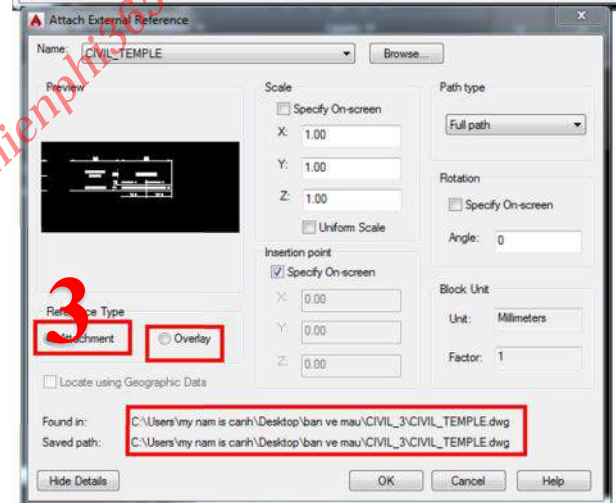 Attach External Reference
Name: CIVIL_TEMPLE Browse...
Preview
Scale
Specify On-screen
X: 1.00
Y: 1.00
Z: 1.00
Uniform Scale
Path type
Full path
Rotation
Specify On-screen
Angle: 0
Insertion point
Specify On-screen
X: 0.00
Y: 0.00
Z: 0.00
Block Unit
Unit: Millimeters
Factor: 1
Reference Type
3
Attachment Overlay
Locate using Geographic Data
Found in: C:\Users\my nam is canh\Desktop\ban ve mau\CIVIL_3\CIVIL_TEMPLE.dwg
Saved path: C:\Users\my nam is canh\Desktop\ban ve mau\CIVIL_3\CIVIL_TEMPLE.dwg
Hide Details OK Cancel Help